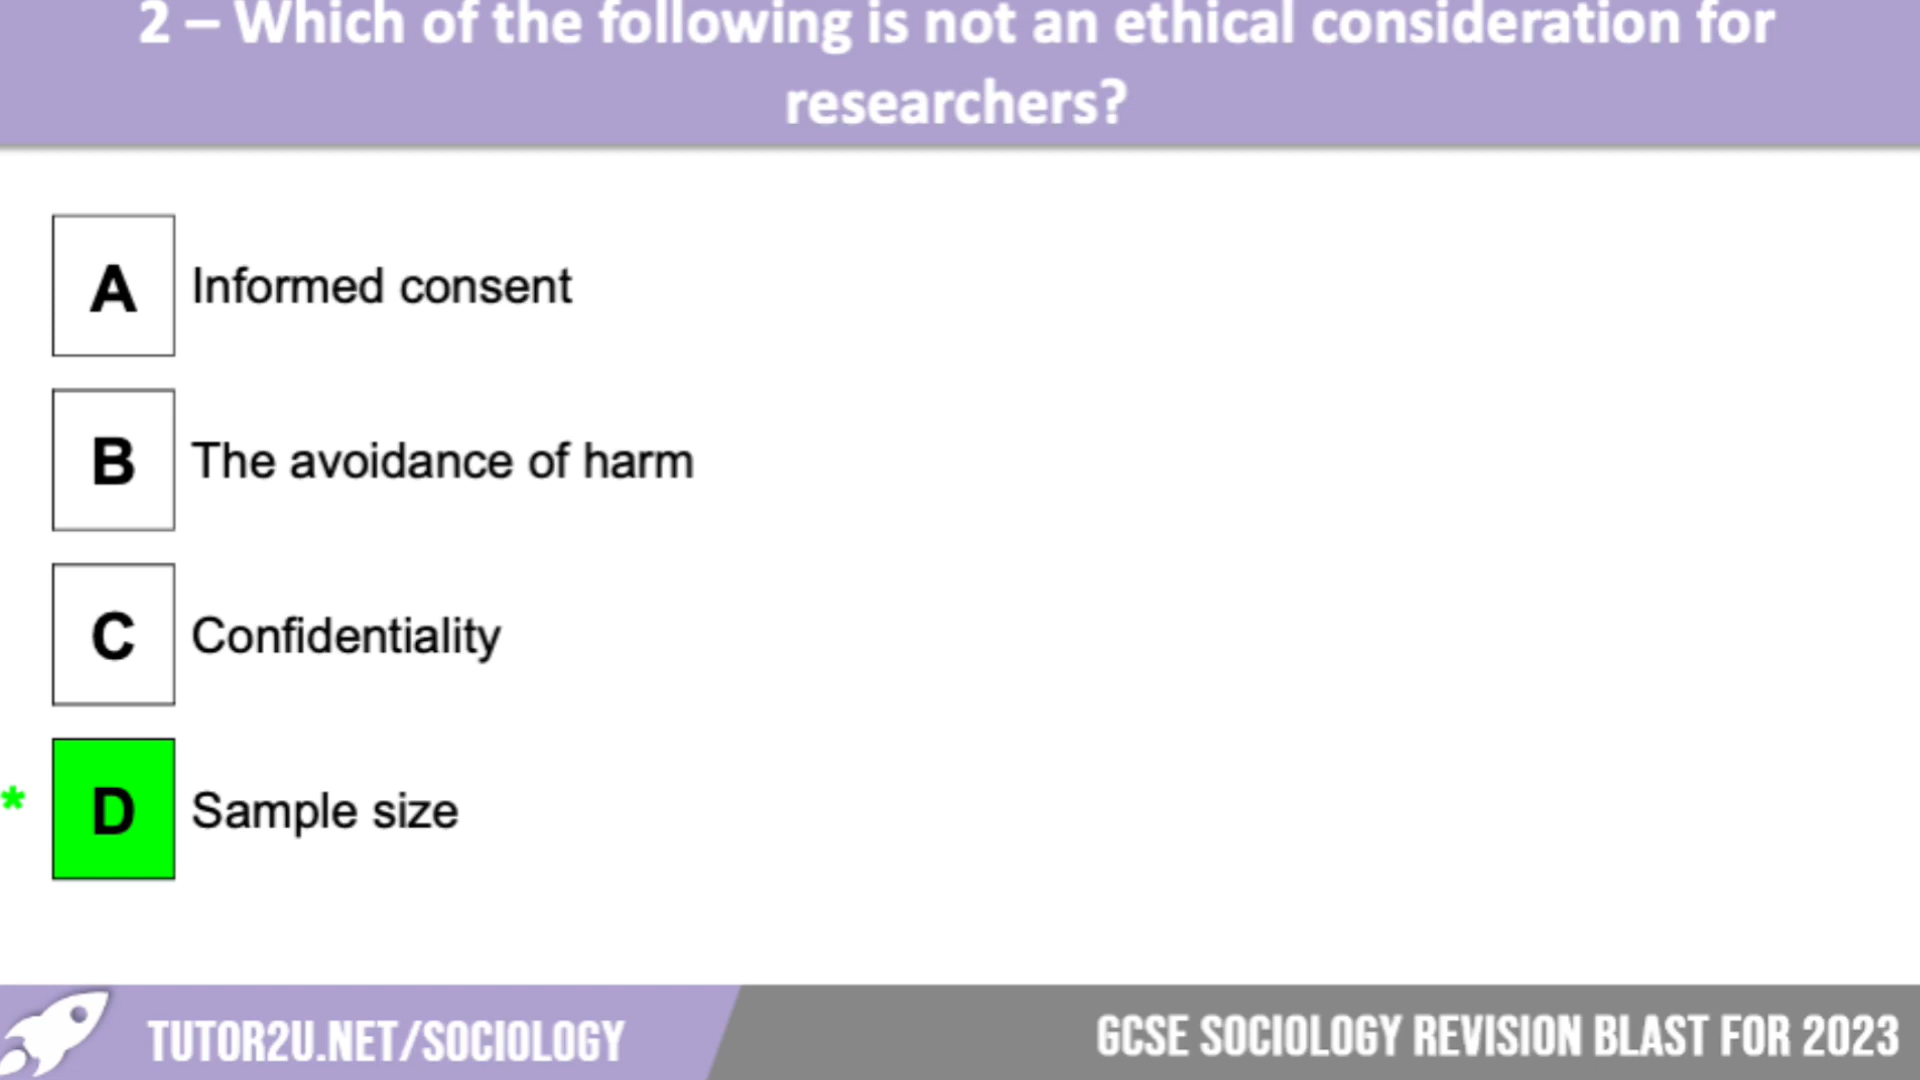 2 – Which of the following is not an ethical consideration for
researchers?
A Informed consent
B The avoidance of harm
C Confidentiality
* D Sample size
TUTOR2U.NET/SOCIOLOGY
GCSE SOCIOLOGY REVISION BLAST FOR 2023